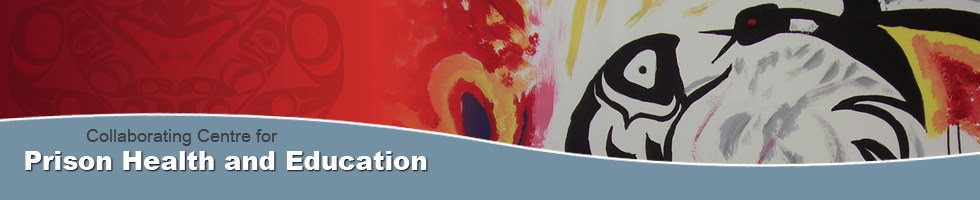 Collaborating Centre for
Prison Health and Education